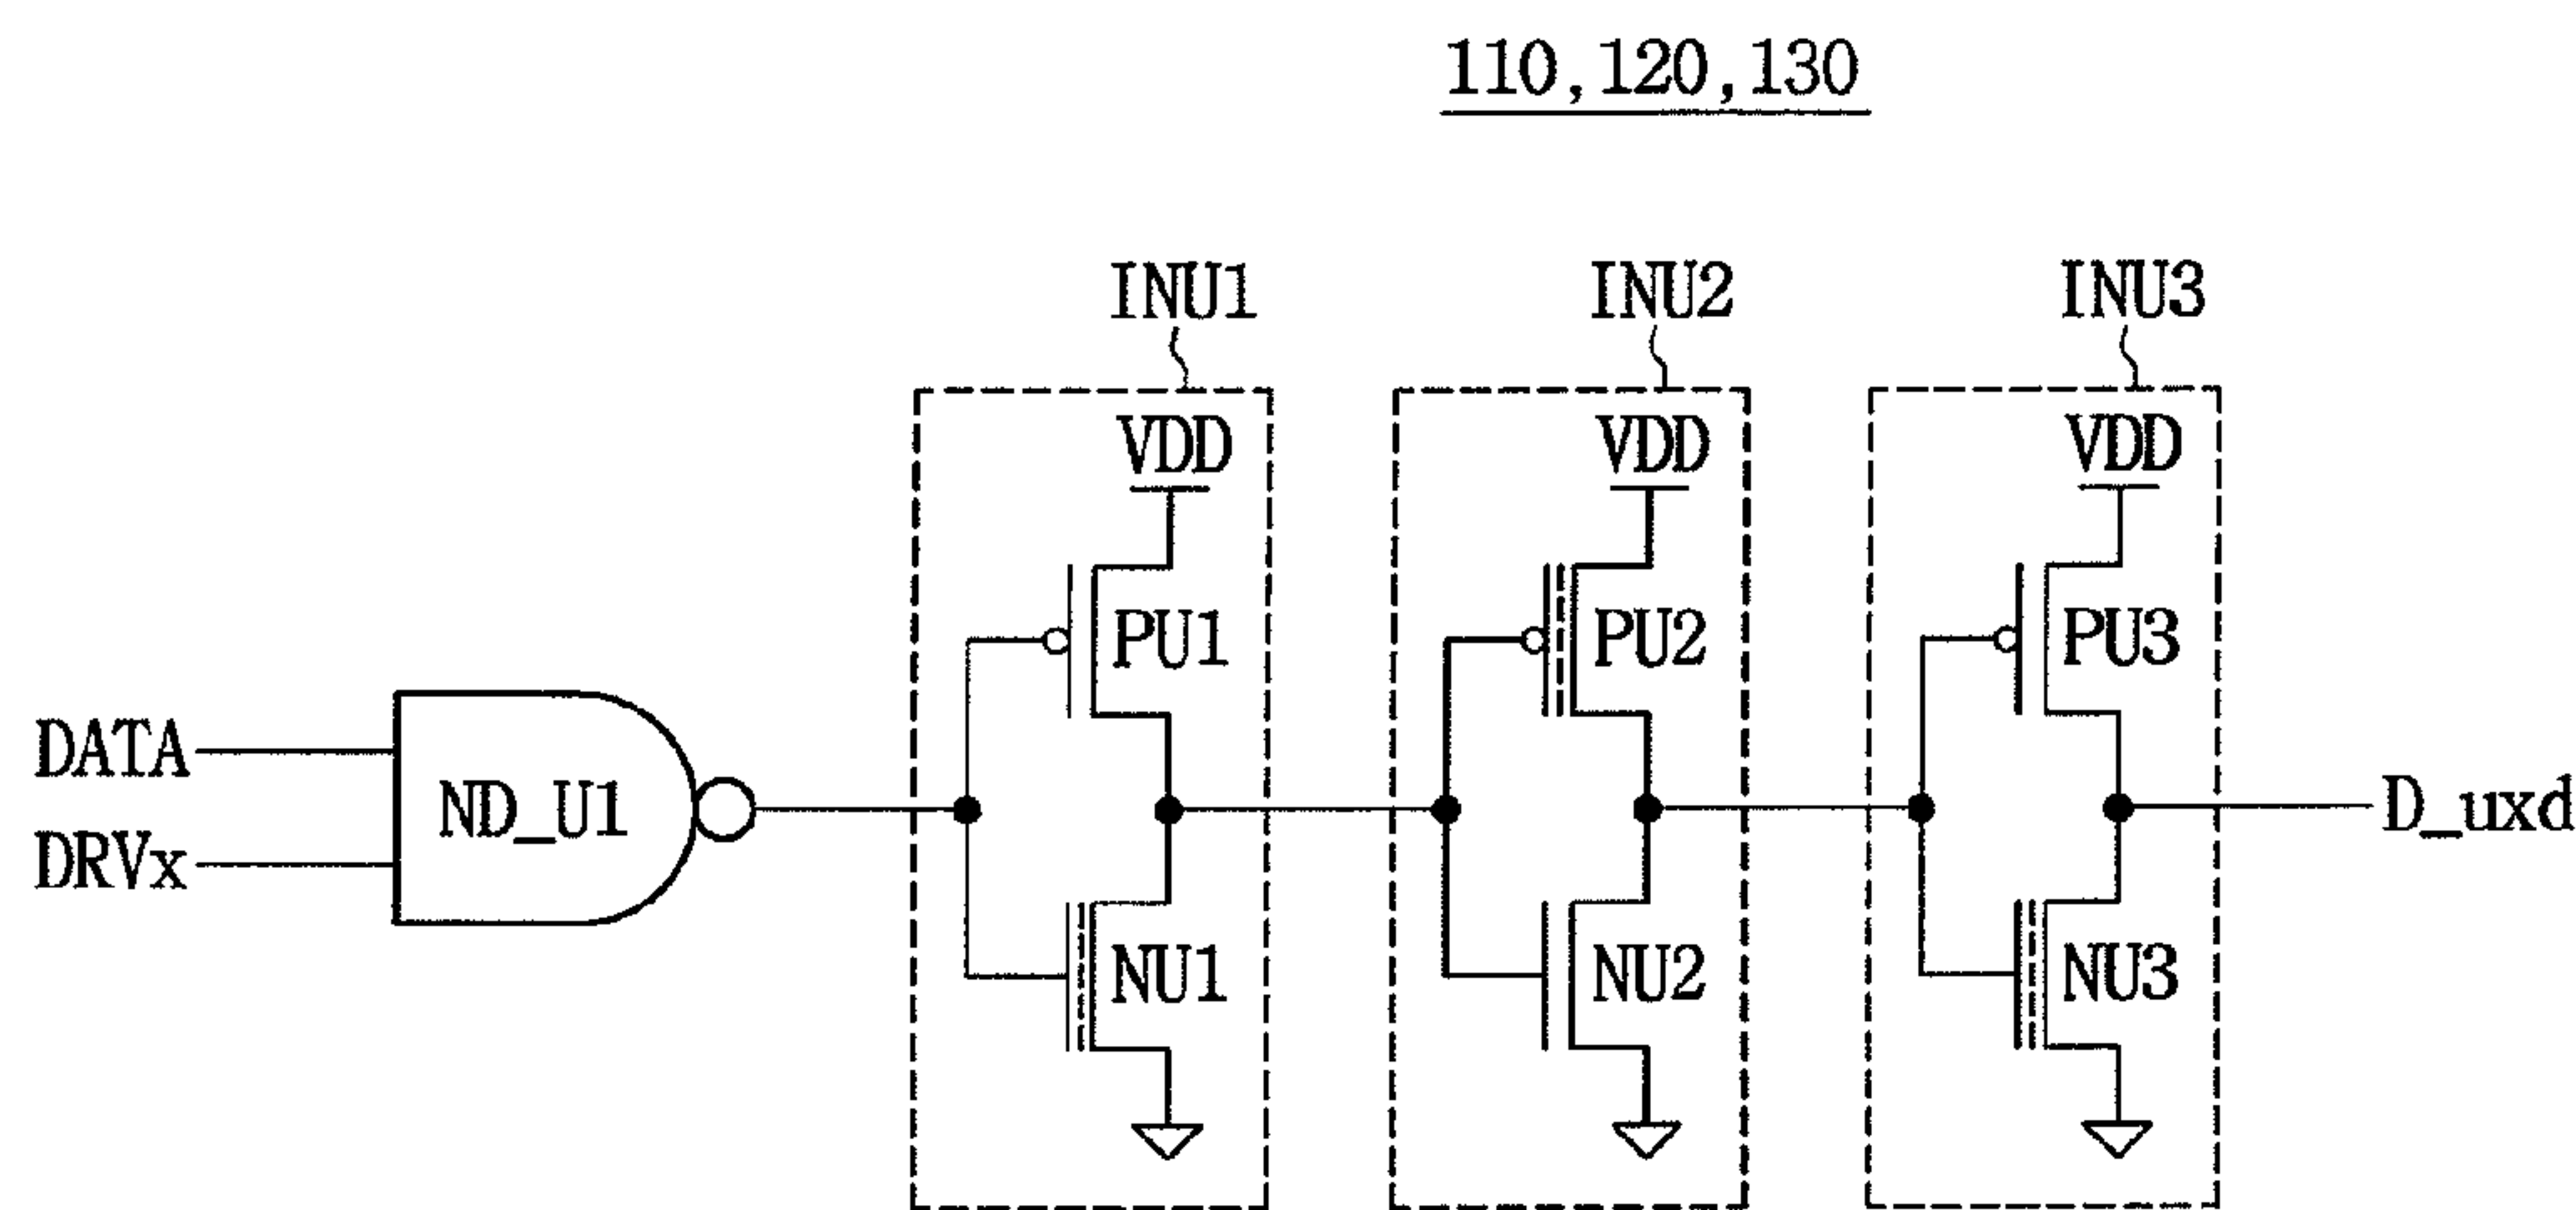 110,120,130
INU1
INU2
INU3
VDD
VDD
VDD
PU1
PU2
PU3
DATA
DRVx
ND_U1
D_uxd
NU1
NU2
NU3